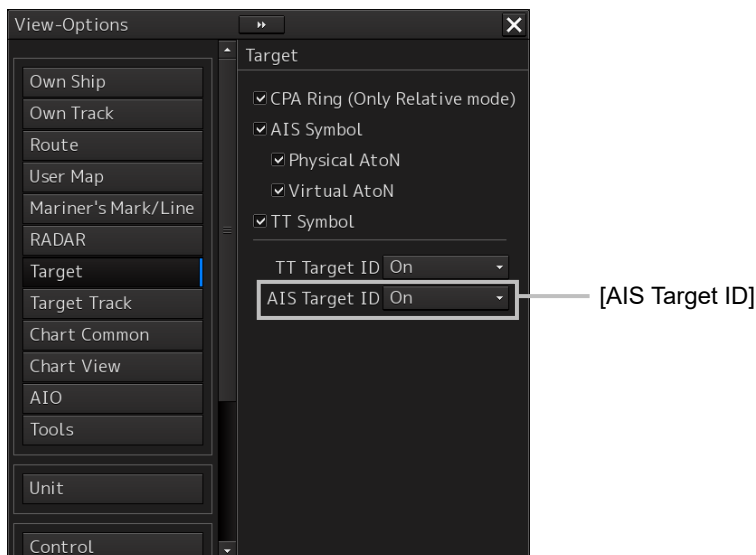 View-Options
Own Ship
Own Track
Route
User Map
Mariner's Mark/Line
RADAR
Target
Target Track
Chart Common
Chart View
AIO
Tools
Unit
Control
Target
CPA Ring (Only Relative mode)
AIS Symbol
Physical AtoN
Virtual AtoN
TT Symbol
TT Target ID On
AIS Target ID On
[AIS Target ID]